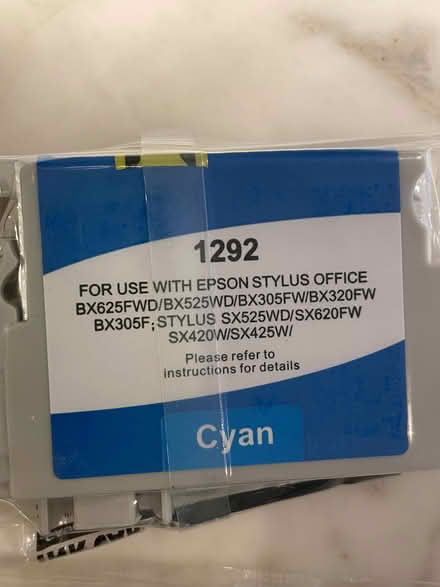 1292
FOR USE WITH EPSON STYLUS OFFICE
BX625FWD/BX525WD/BX305FW/BX320FW
BX305F;STYLUS SX525WD/SX620FW
SX420W/SX425W/
Please refer to
instructions for details
Cyan